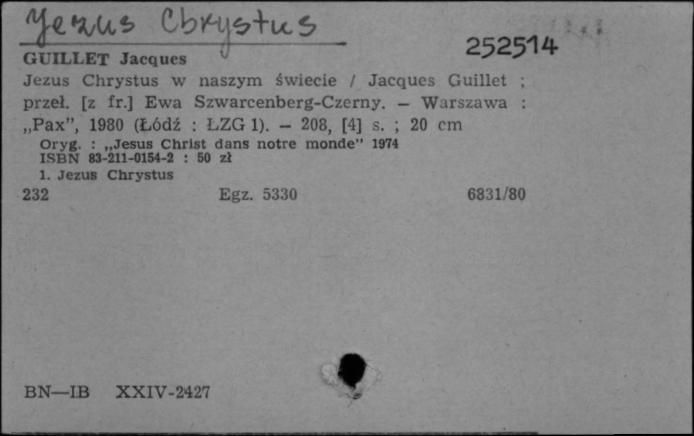 Jezus Chrystus
252514
GUILLET Jacques
Jezus Chrystus w naszym świecie / Jacques Guillet ;
przeł. [z fr.] Ewa Szwarcenberg-Czerny. — Warszawa :
„Pax”, 1980 (Łódź : ŁZG 1). — 208, [4] s. ; 20 cm
Oryg. : „Jesus Christ dans notre monde” 1974
ISBN 83-211-0154-2 : 50 zł
1. Jezus Chrystus
232 Egz. 5330 6831/80
BN—IB XXIV-2427